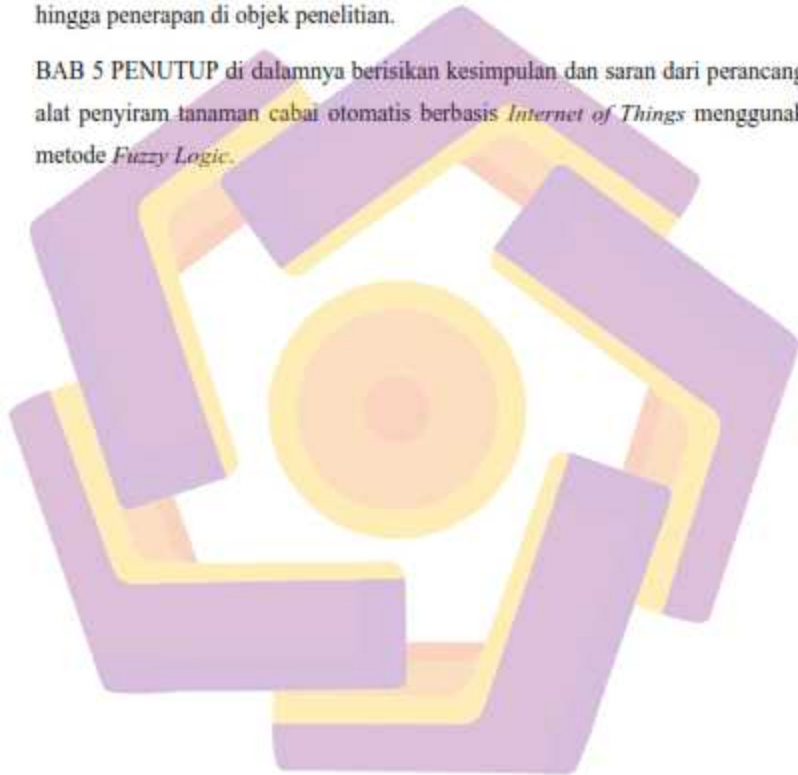 hingga penerapan di objek penelitian.
BAB 5 PENUTUP di dalamnya berisikan kesimpulan dan saran dari perancang
alat penyiram tanaman cabai otomatis berbasis Internet of Things menggunak
metode Fuzzy Logic.